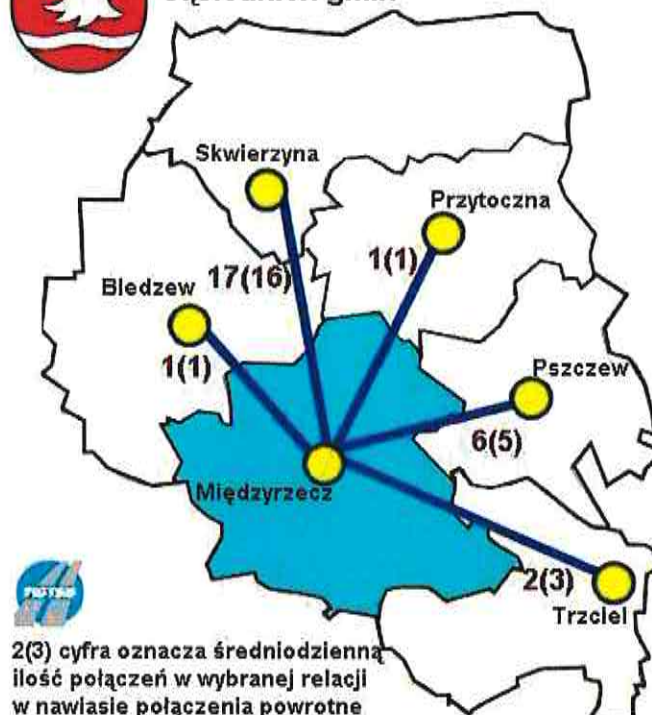 Skwierzyna
Przytoczna
17(16)
1(1)
Bledzew
1(1)
Pszczew
6(5)
Międzyrzecz
2(3)
Trzciel
2(3) cyfra oznacza średniodzienną
ilość połączeń w wybranej relacji
w nawiasie połączenia powrotne